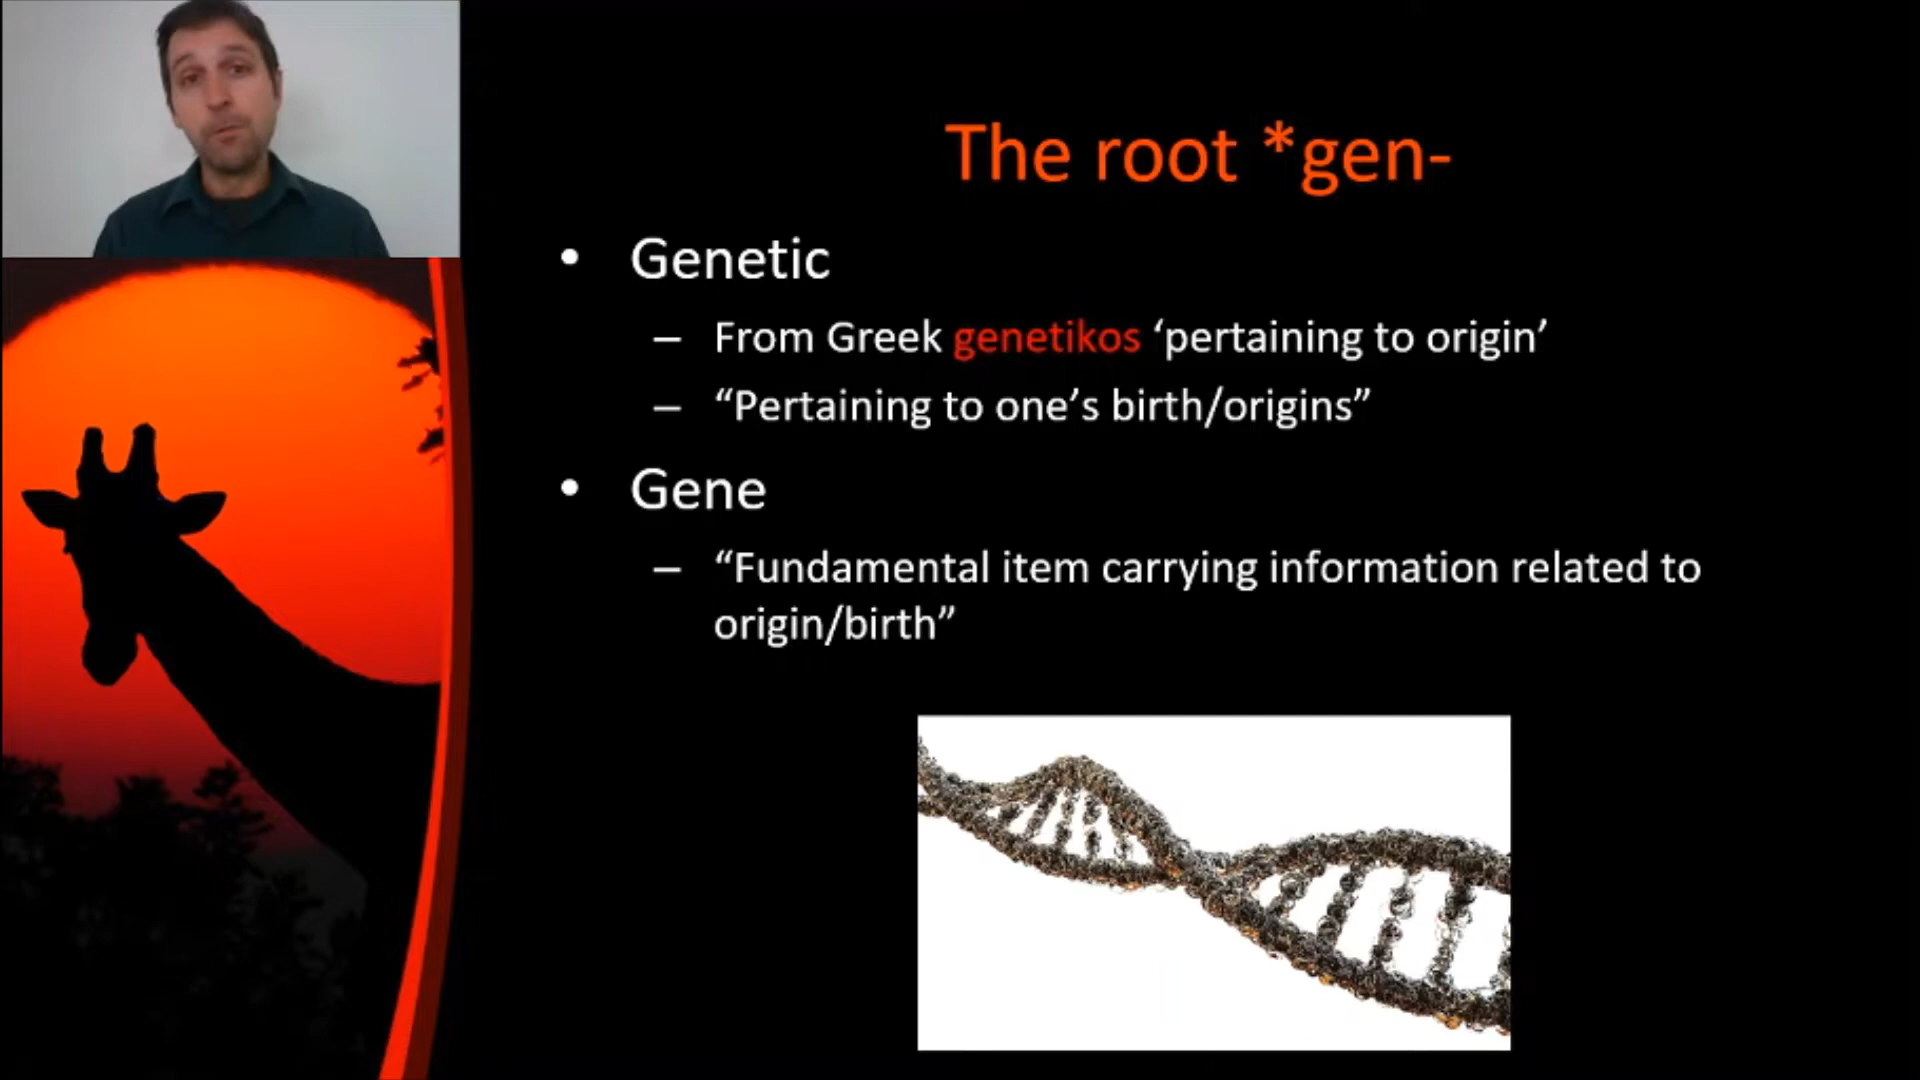 The root *gen-
• Genetic
– From Greek genetikos ‘pertaining to origin’
– “Pertaining to one’s birth/origins”
• Gene
– “Fundamental item carrying information related to
origin/birth”